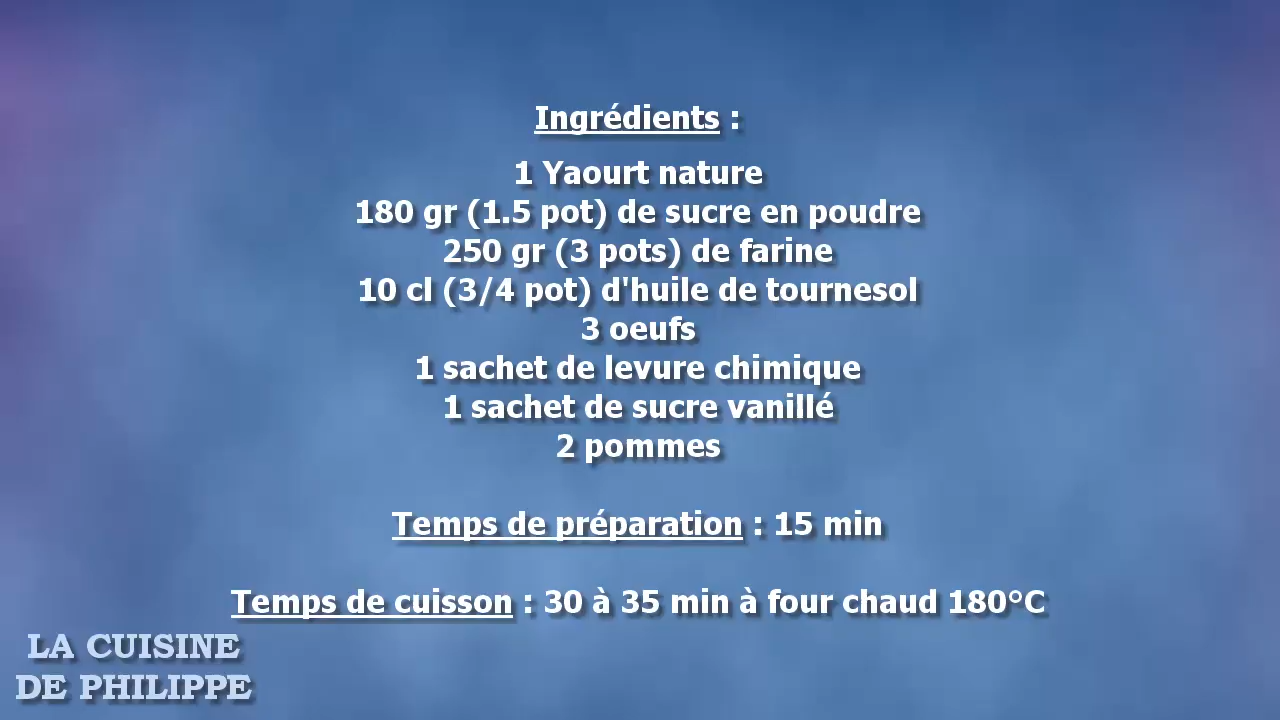 Ingrédients :
1 Yaourt nature
180 gr (1.5 pot) de sucre en poudre
250 gr (3 pots) de farine
10 cl (3/4 pot) d'huile de tournesol
3 oeufs
1 sachet de levure chimique
1 sachet de sucre vanillé
2 pommes
Temps de préparation : 15 min
Temps de cuisson : 30 à 35 min à four chaud 180°C
LA CUISINE
DE PHILIPPE